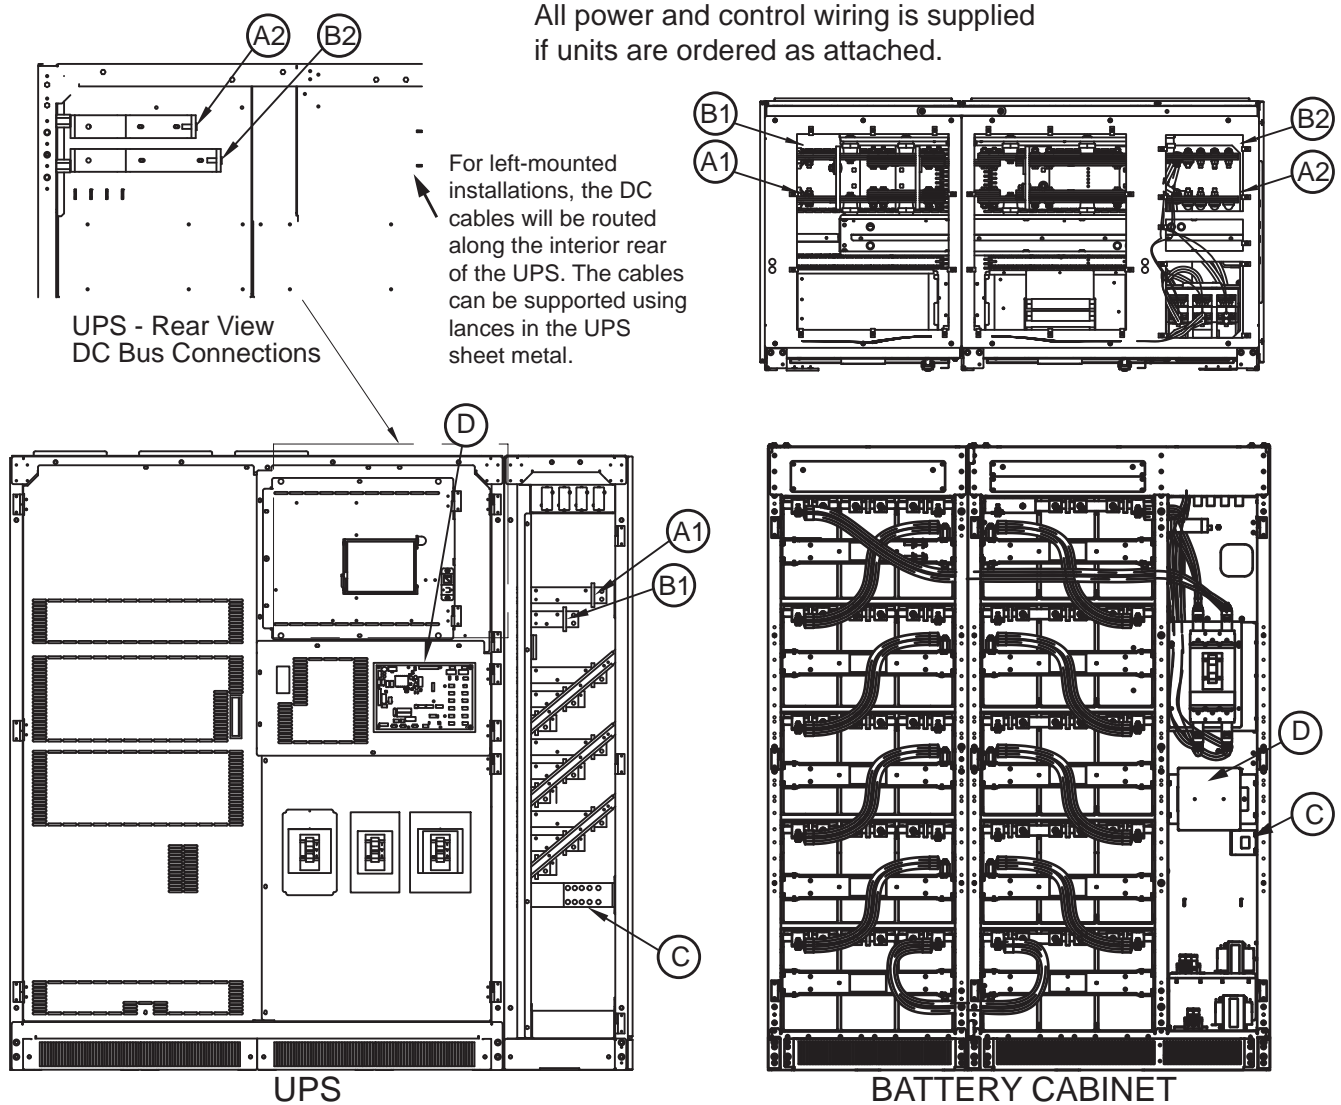 All power and control wiring is supplied
if units are ordered as attached.
A2
B2
B1
A1
B2
A2
For left-mounted
installations, the DC
cables will be routed
along the interior rear
of the UPS. The cables
can be supported using
lances in the UPS
sheet metal.
UPS - Rear View
DC Bus Connections
D
A1
B1
C
D
C
UPS
BATTERY CABINET